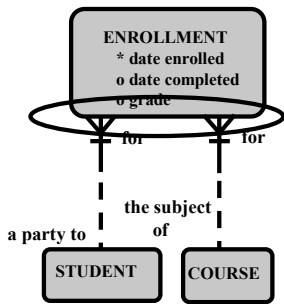 ENROLLMENT
* date enrolled
o date completed
o grade
for
for
the subject
of
a party to
STUDENT
COURSE